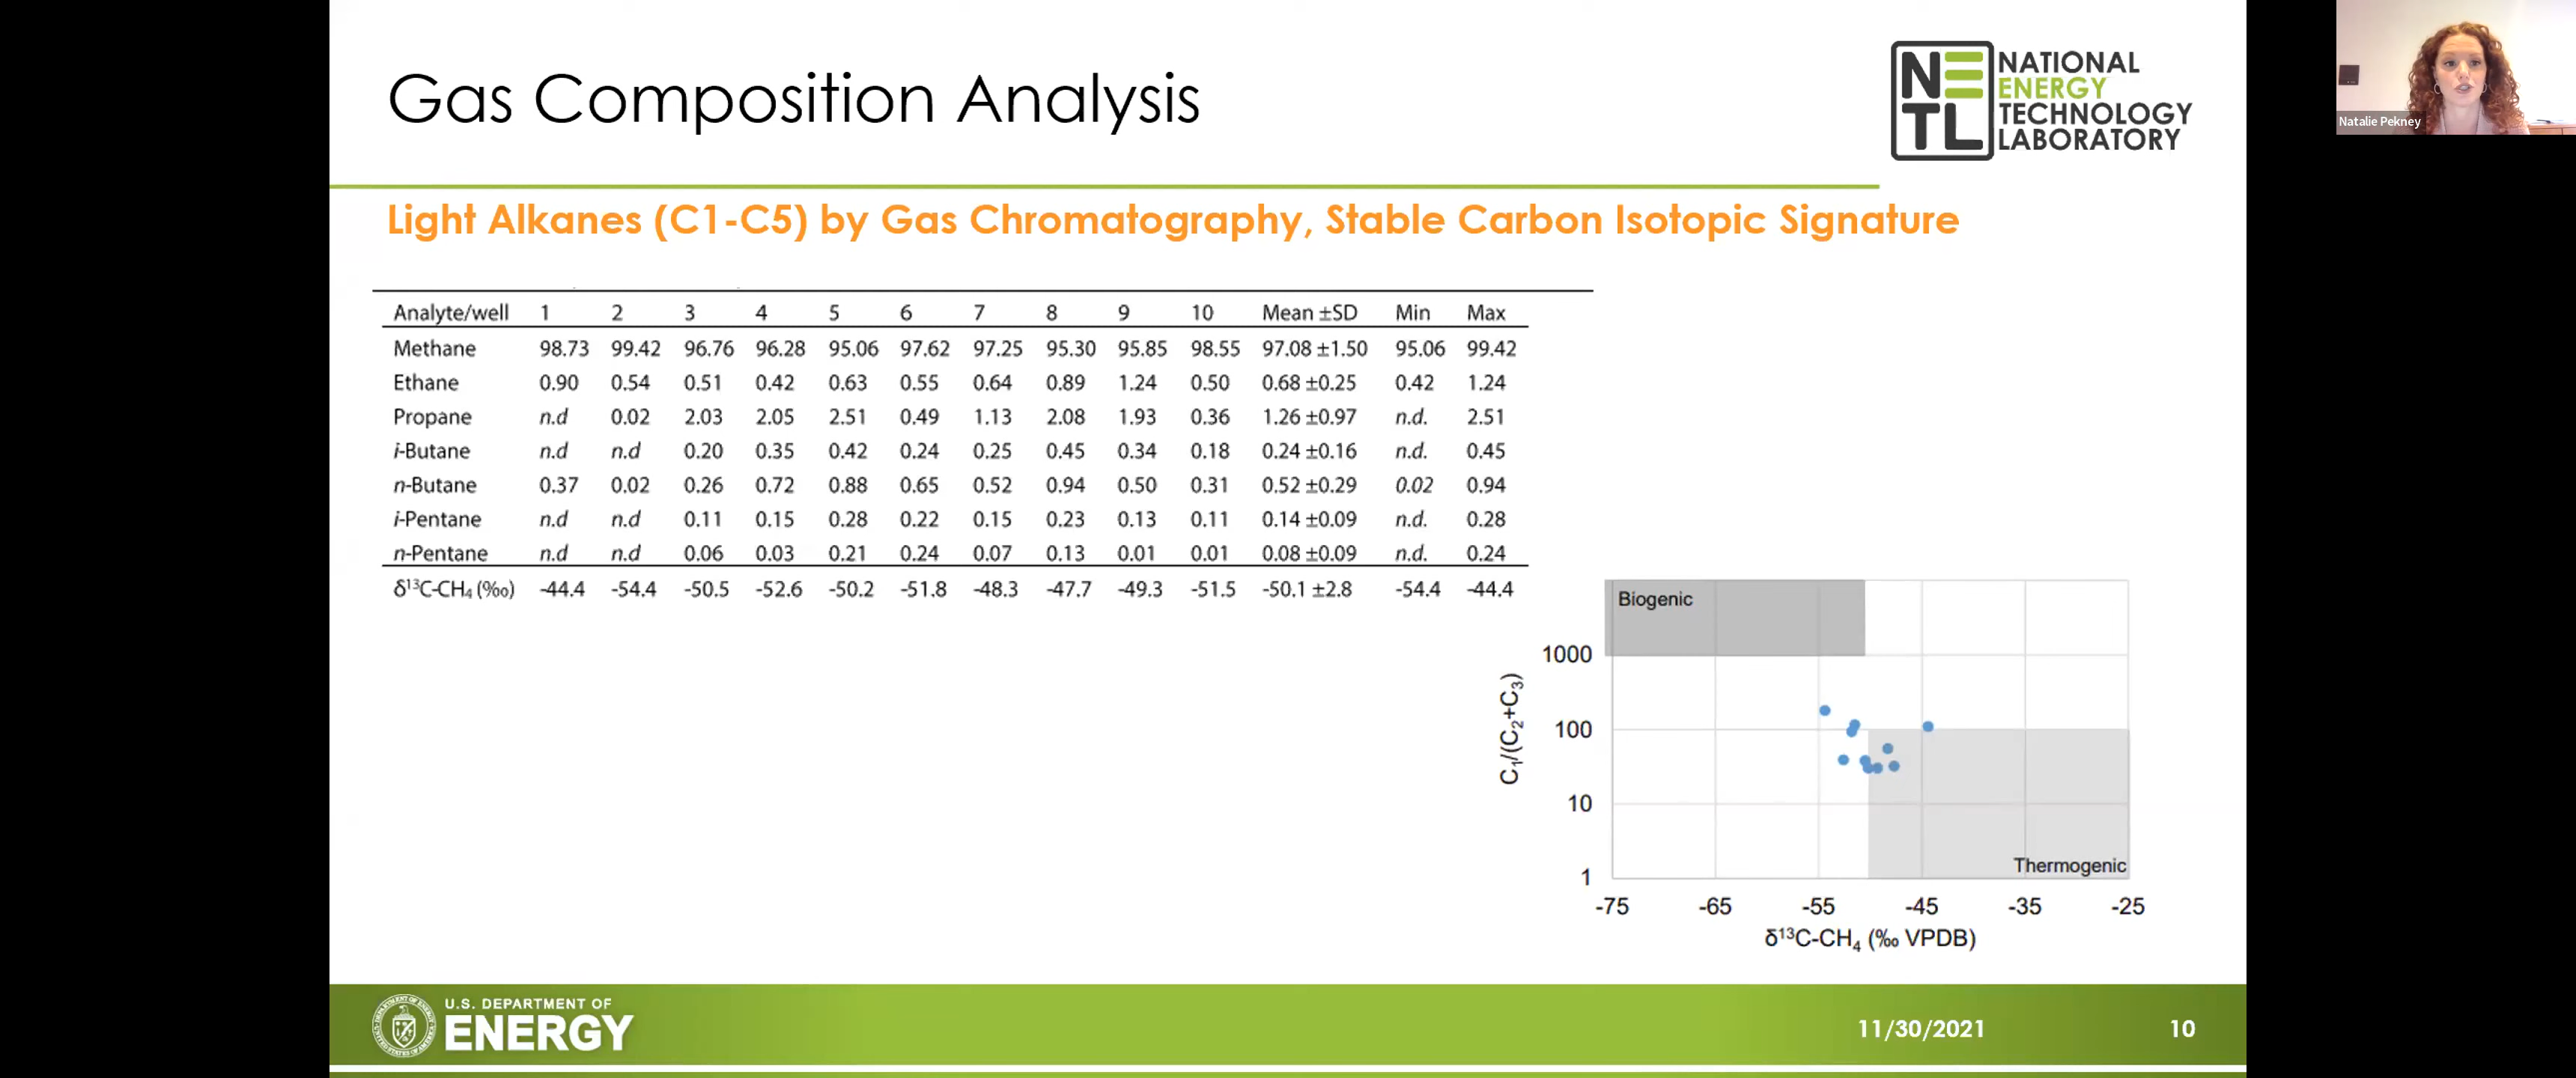 Gas Composition Analysis
NETL
NATIONAL
ENERGY
TECHNOLOGY
LABORATORY
Natalie Pekney
Light Alkanes (C1-C5) by Gas Chromatography, Stable Carbon Isotopic Signature
Analyte/well 1 2 3 4 5 6 7 8 9 10 Mean ±SD Min Max
Methane 98.73 99.42 96.76 96.28 95.06 97.62 97.25 95.30 95.85 98.55 97.08 ±1.50 95.06 99.42
Ethane 0.90 0.54 0.51 0.42 0.63 0.55 0.64 0.89 1.24 0.50 0.68 ±0.25 0.42 1.24
Propane n.d 0.02 2.03 2.05 2.51 0.49 1.13 2.08 1.93 0.36 1.26 ±0.97 n.d. 2.51
i-Butane n.d n.d 0.20 0.35 0.42 0.24 0.25 0.45 0.34 0.18 0.24 ±0.16 n.d. 0.45
n-Butane 0.37 0.02 0.26 0.72 0.88 0.65 0.52 0.94 0.50 0.31 0.52 ±0.29 0.02 0.94
i-Pentane n.d n.d 0.11 0.15 0.28 0.22 0.15 0.23 0.13 0.11 0.14 ±0.09 n.d. 0.28
n-Pentane n.d n.d 0.06 0.03 0.21 0.24 0.07 0.13 0.01 0.01 0.08 ±0.09 n.d. 0.24
δ¹³C-CH₄ (‰) -44.4 -54.4 -50.5 -52.6 -50.2 -51.8 -48.3 -47.7 -49.3 -51.5 -50.1 ±2.8 -54.4 -44.4
Biogenic
1000
100
10
1
C₁/(C₂+C₃)
Thermogenic
-75 -65 -55 -45 -35 -25
δ¹³C-CH₄ (‰ VPDB)
U.S. DEPARTMENT OF
ENERGY
11/30/2021 10